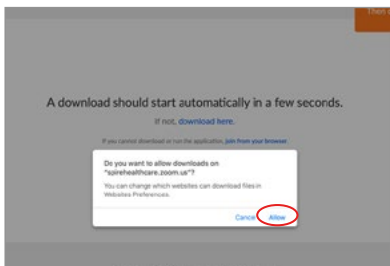 Then
A download should start automatically in a few seconds.
If not, download here.
If you cannot download or run the application, join from your browser.
Do you want to allow downloads on
"spirehealthcare.zoom.us"?
You can change which websites can download files in
Websites Preferences.
Cancel Allow